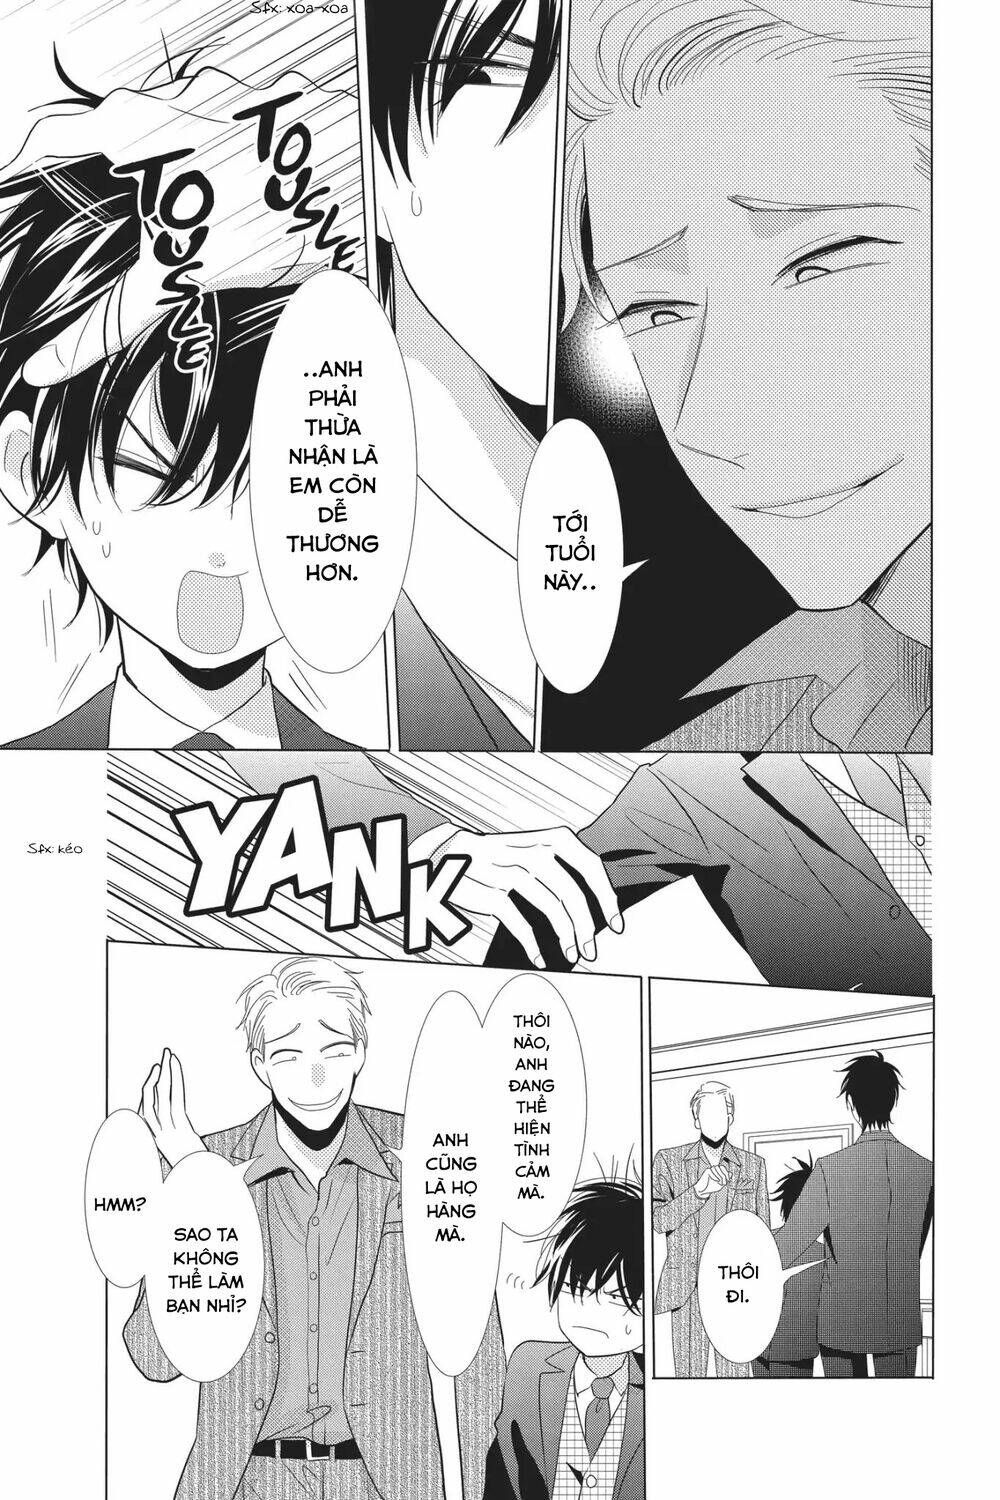 Sfx: xoa-xoa
TỚI
TUỔI
NÀY..
..ANH
PHẢI
THỪA
NHẬN LÀ
EM CÒN
DỄ
THƯƠNG
HƠN.
TOUSLE
TOUSLE
Sfx: kéo
YANK
THÔI
ĐI.
THÔI
NÀO,
ANH
ĐANG
THỂ
HIỆN
TÌNH
CẢM
MÀ.
ANH
CŨNG
LÀ HỌ
HÀNG
MÀ.
HMM?
SAO TA
KHÔNG
THỂ LÀM
BẠN NHỈ?